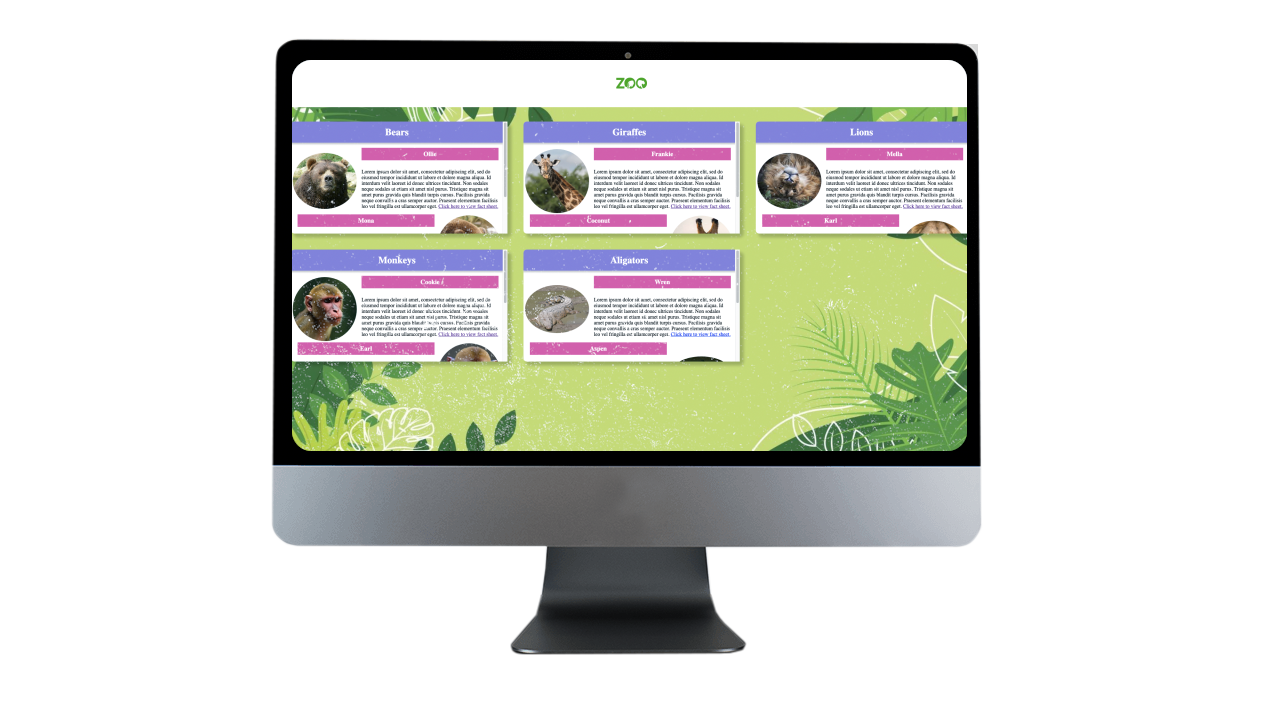 ZOO
Bears
Ollie
Lorem ipsum dolor sit amet, consectetur adipiscing elit, sed do
eiusmod tempor incididunt ut labore et dolore magna aliqua. Id
interdum velit laoreet id donec ultrices tincidunt. Non sodales
neque sodales ut etiam sit amet nisl purus. Tristique magna sit
amet purus gravida quis blandit turpis cursus. Facilisis gravida
neque convallis a cras semper auctor. Praesent elementum facilisis
leo vel fringilla est ullamcorper eget. Click here to view fact sheet.
Mona
Giraffes
Frankie
Lorem ipsum dolor sit amet, consectetur adipiscing elit, sed do
eiusmod tempor incididunt ut labore et dolore magna aliqua. Id
interdum velit laoreet id donec ultrices tincidunt. Non sodales
neque sodales ut etiam sit amet nisl purus. Tristique magna sit
amet purus gravida quis blandit turpis cursus. Facilisis gravida
neque convallis a cras semper auctor. Praesent elementum facilisis
leo vel fringilla est ullamcorper eget. Click here to view fact sheet.
Coconut
Lions
Mella
Lorem ipsum dolor sit amet, consectetur adipiscing elit, sed do
eiusmod tempor incididunt ut labore et dolore magna aliqua. Id
interdum velit laoreet id donec ultrices tincidunt. Non sodales
neque sodales ut etiam sit amet nisl purus. Tristique magna sit
amet purus gravida quis blandit turpis cursus. Facilisis gravida
neque convallis a cras semper auctor. Praesent elementum facilisis
leo vel fringilla est ullamcorper eget. Click here to view fact sheet.
Karl
Monkeys
Cookie
Lorem ipsum dolor sit amet, consectetur adipiscing elit, sed do
eiusmod tempor incididunt ut labore et dolore magna aliqua. Id
interdum velit laoreet id donec ultrices tincidunt. Non sodales
neque sodales ut etiam sit amet nisl purus. Tristique magna sit
amet purus gravida quis blandit turpis cursus. Facilisis gravida
neque convallis a cras semper auctor. Praesent elementum facilisis
leo vel fringilla est ullamcorper eget. Click here to view fact sheet.
Earl
Aligators
Wren
Lorem ipsum dolor sit amet, consectetur adipiscing elit, sed do
eiusmod tempor incididunt ut labore et dolore magna aliqua. Id
interdum velit laoreet id donec ultrices tincidunt. Non sodales
neque sodales ut etiam sit amet nisl purus. Tristique magna sit
amet purus gravida quis blandit turpis cursus. Facilisis gravida
neque convallis a cras semper auctor. Praesent elementum facilisis
leo vel fringilla est ullamcorper eget. Click here to view fact sheet.
Aspen